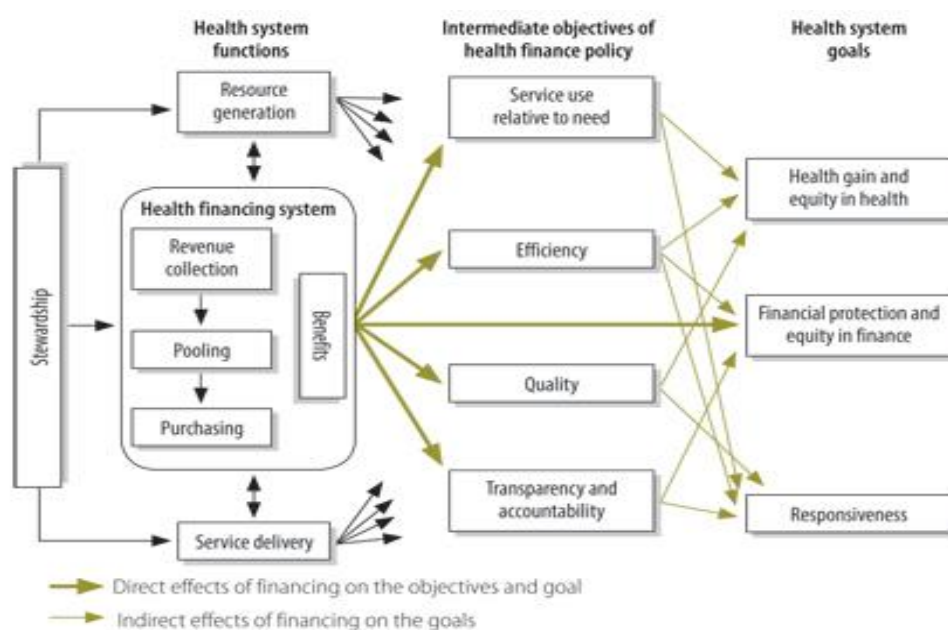 Health system
functions
Intermediate objectives of
health finance policy
Health system
goals
Resource
generation
Service use
relative to need
Stewardship
Health financing system
Revenue
collection
Pooling
Purchasing
Benefits
Health gain and
equity in health
Efficiency
Financial protection and
equity in finance
Quality
Transparency and
accountability
Responsiveness
Service delivery
Direct effects of financing on the objectives and goal
Indirect effects of financing on the goals